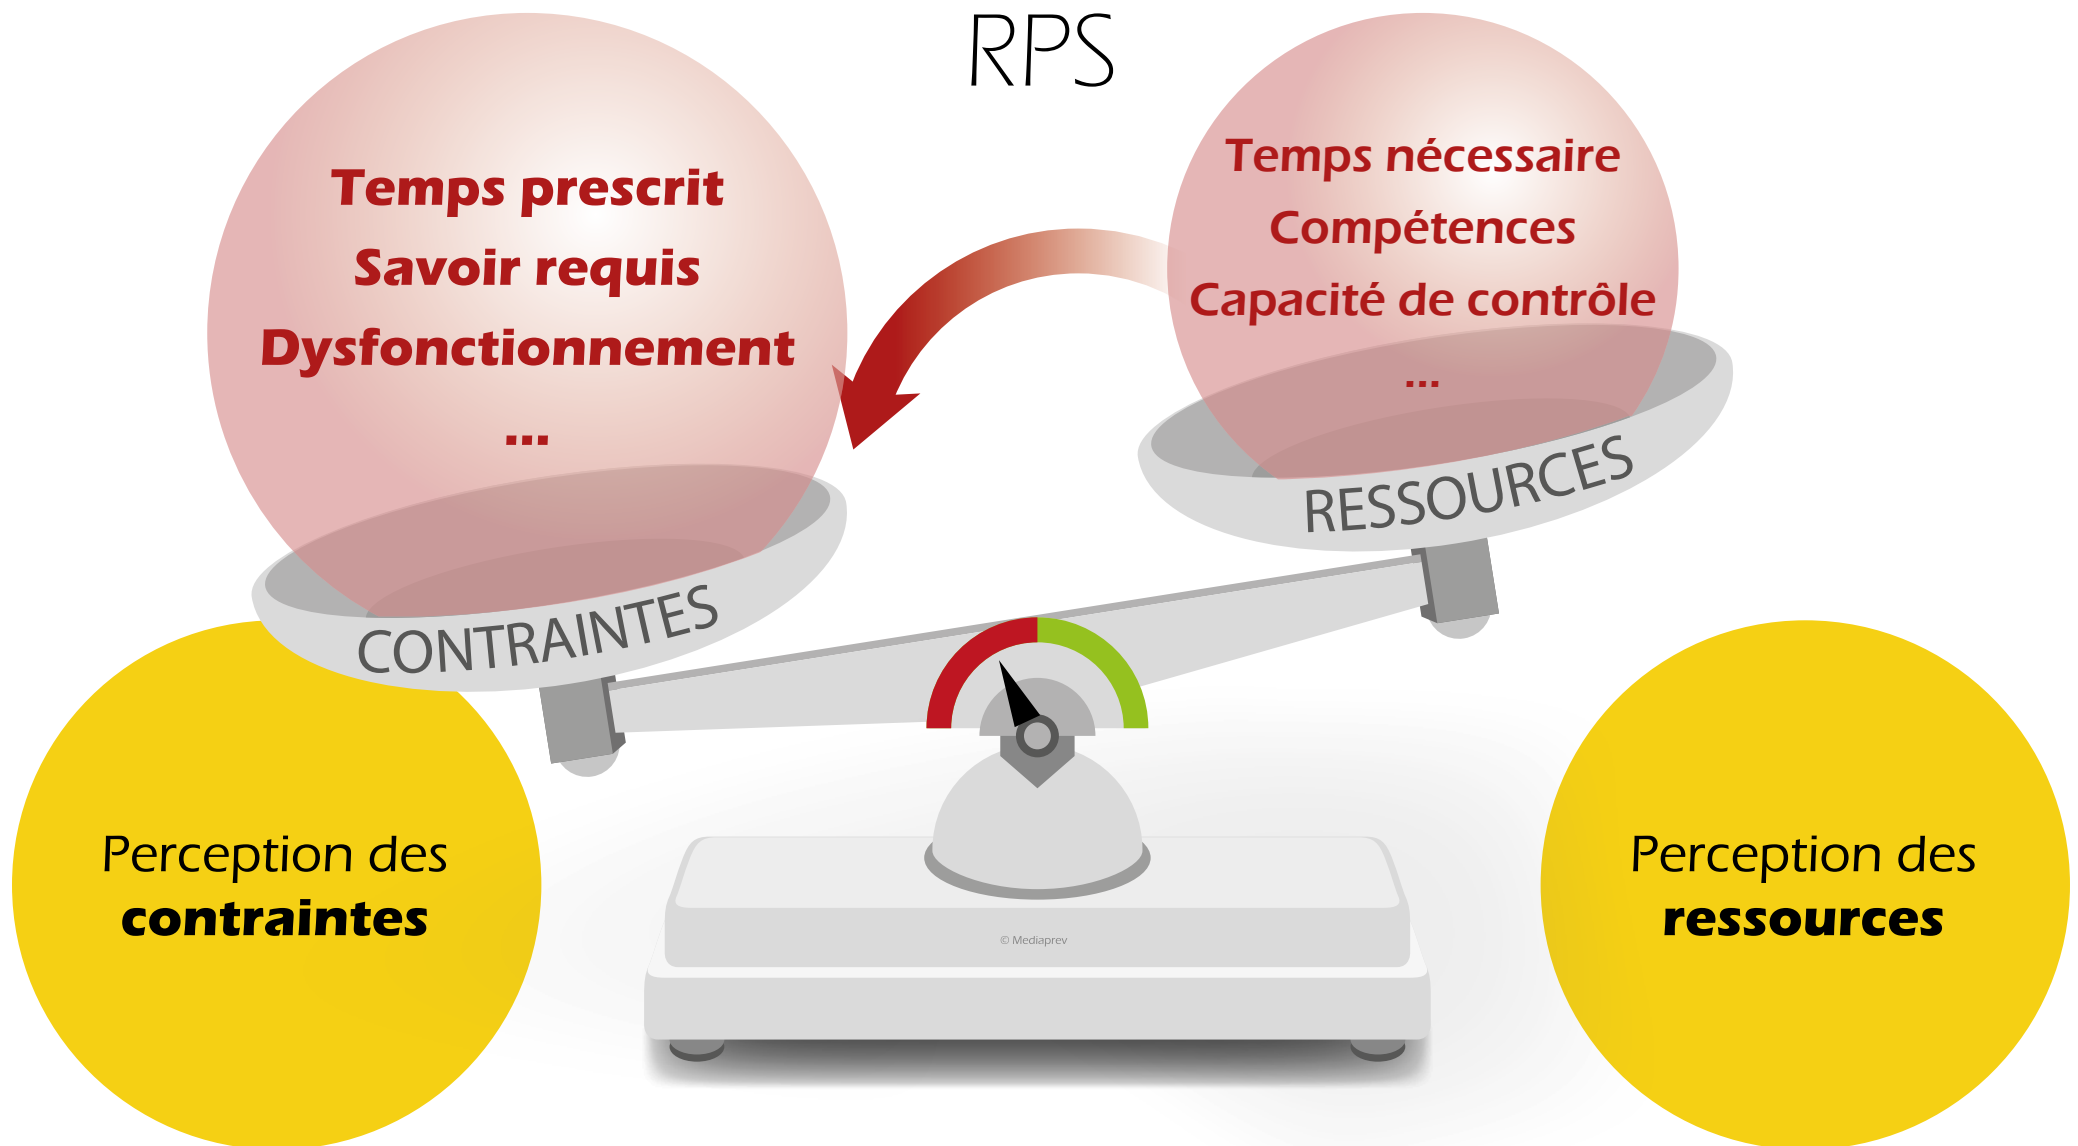 RPS
Temps prescrit
Savoir requis
Dysfonctionnement
...
Temps nécessaire
Compétences
Capacité de contrôle
...
CONTRAINTES
RESSOURCES
Perception des
contraintes
Perception des
ressources
© Mediaprev